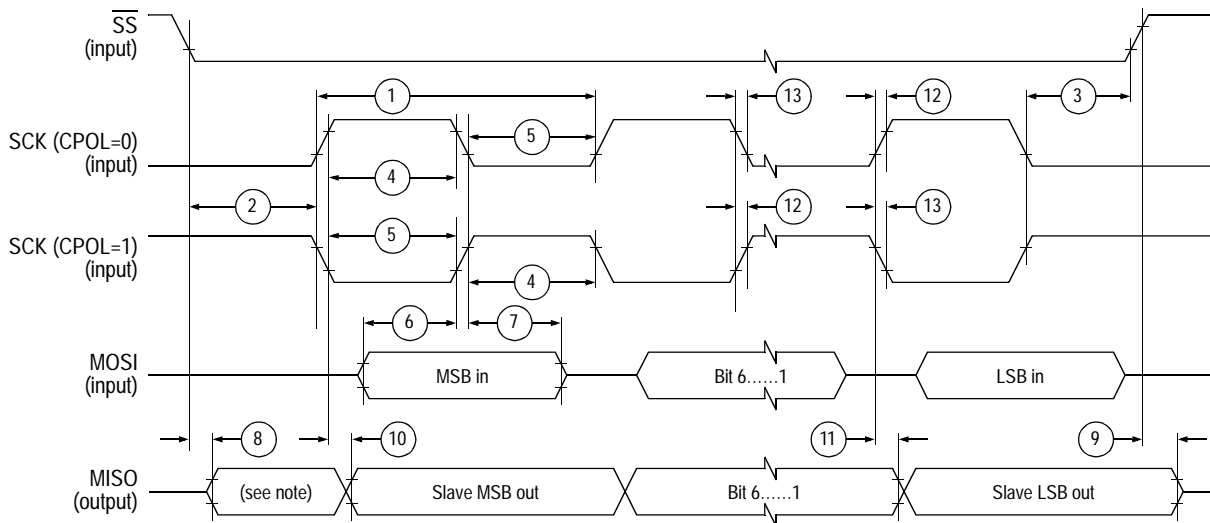 SS
(input)
1
13
12
3
SCK (CPOL=0)
(input)
5
4
2
12
13
SCK (CPOL=1)
(input)
5
4
6
7
MOSI
(input)
MSB in
Bit 6......1
LSB in
8
10
11
9
MISO
(output)
(see note)
Slave MSB out
Bit 6......1
Slave LSB out